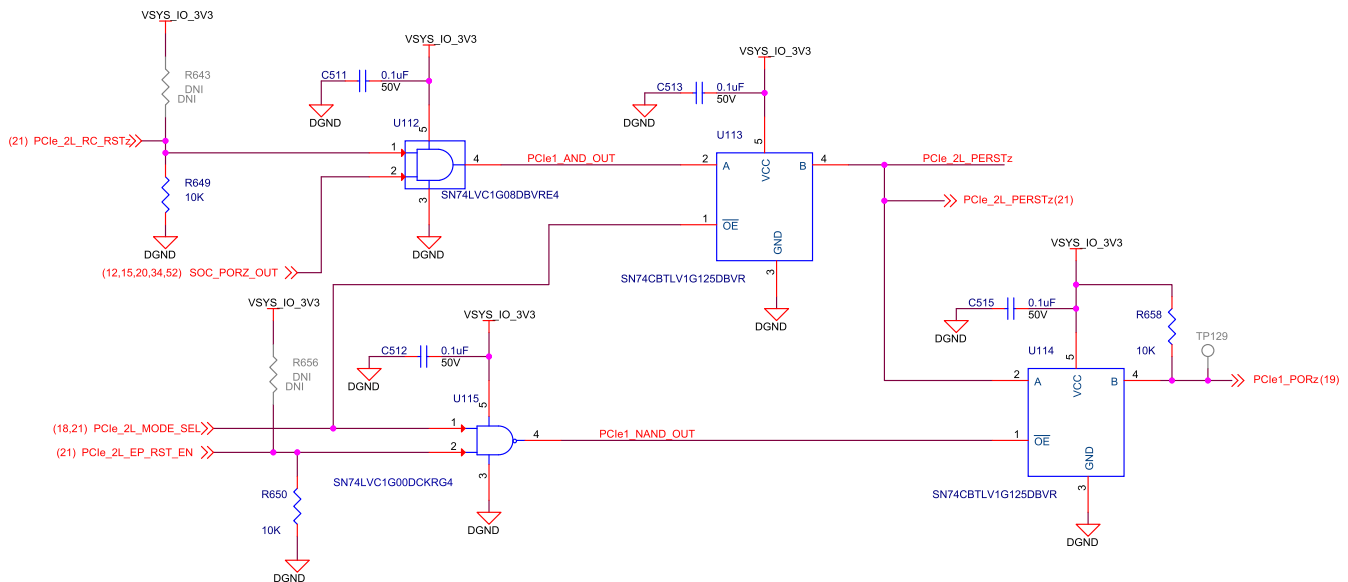 VSYS_IO_3V3
R643
DNI
DNI
(21) PCIe_2L_RC_RSTz
R649
10K
DGND
(12,15,20,34,52) SOC_PORZ_OUT
VSYS_IO_3V3
C511 0.1uF
50V
DGND
U112
5
1
2
4
3
SN74LVC1G08DBVRE4
DGND
PCIe1_AND_OUT
VSYS_IO_3V3
C513 0.1uF
50V
DGND
U113
5
2 A VCC B 4
1 OE
GND
3
SN74CBTLV1G125DBVR
DGND
PCIe_2L_PERSTz
PCIe_2L_PERSTz(21)
VSYS_IO_3V3
R656
DNI
DNI
(18,21) PCIe_2L_MODE_SEL
(21) PCIe_2L_EP_RST_EN
R650
10K
DGND
VSYS_IO_3V3
C512 0.1uF
50V
DGND
U115
5
1
2
4
3
SN74LVC1G00DCKRG4
DGND
PCIe1_NAND_OUT
VSYS_IO_3V3
C515 0.1uF
50V
DGND
R658
10K
TP129
U114
5
2 A VCC B 4
PCIe1_PORz(19)
1 OE
GND
3
SN74CBTLV1G125DBVR
DGND